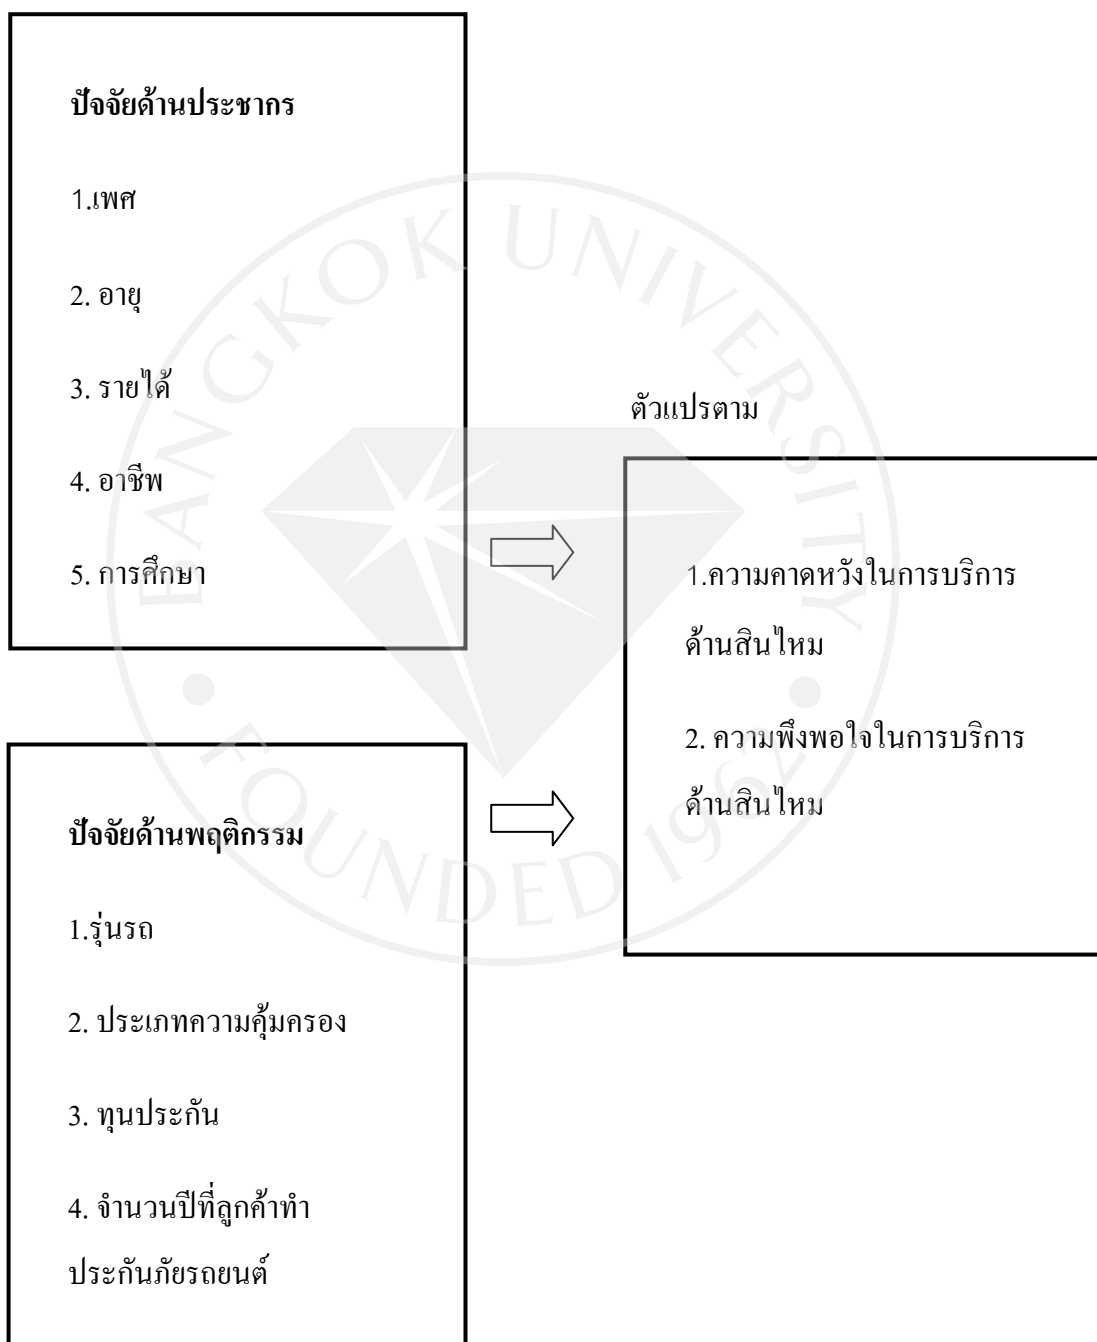 ปัจจัยด้านประชากร
1.เพศ
2. อายุ
3. รายได้
4. อาชีพ
5. การศึกษา
ตัวแปรตาม
1.ความคาดหวังในการบริการ
ด้านสินไหม
2. ความพึงพอใจในการบริการ
ด้านสินไหม
ปัจจัยด้านพฤติกรรม
1.รุ่นรถ
2. ประเภทความคุ้มครอง
3. ทุนประกัน
4. จำนวนปีที่ลูกค้าทำ
ประกันภัยรถยนต์
BANGKOK UNIVERSITY
FOUNDED 1962